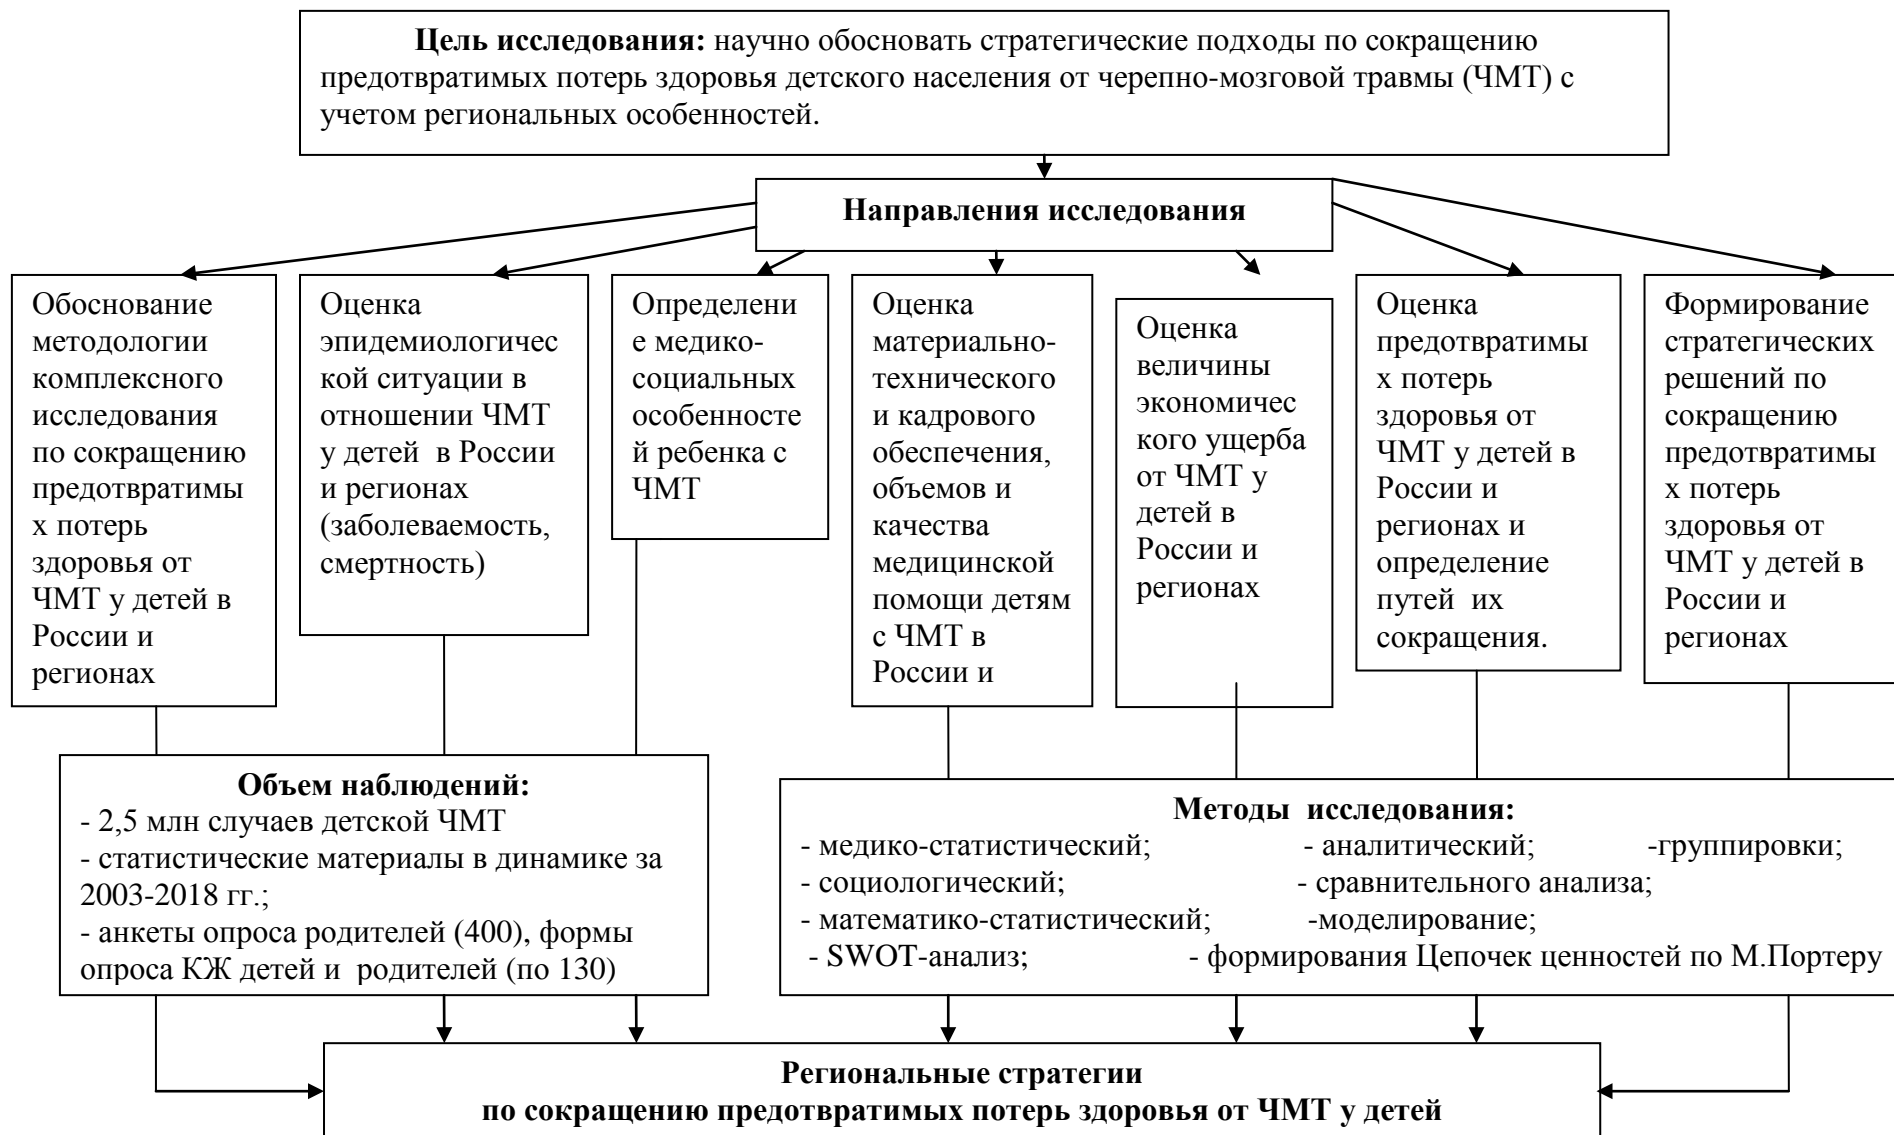 Цель исследования: научно обосновать стратегические подходы по сокращению
предотвратимых потерь здоровья детского населения от черепно-мозговой травмы (ЧМТ) с
учетом региональных особенностей.
Направления исследования
Обоснование
методологии
комплексного
исследования
по сокращению
предотвратимы
х потерь
здоровья от
ЧМТ у детей в
России и
регионах
Оценка
эпидемиологичес
кой ситуации в
отношении ЧМТ
у детей в России
и регионах
(заболеваемость,
смертность)
Определени
е медико-
социальных
особенносте
й ребенка с
ЧМТ
Оценка
материально-
технического
и кадрового
обеспечения,
объемов и
качества
медицинской
помощи детям
с ЧМТ в
России и
Оценка
величины
экономичес
кого ущерба
от ЧМТ у
детей в
России и
регионах
Оценка
предотвратимы
х потерь
здоровья от
ЧМТ у детей в
России и
регионах и
определение
путей их
сокращения.
Формирование
стратегических
решений по
сокращению
предотвратимы
х потерь
здоровья от
ЧМТ у детей в
России и
регионах
Объем наблюдений:
- 2,5 млн случаев детской ЧМТ
- статистические материалы в динамике за
2003-2018 гг.;
- анкеты опроса родителей (400), формы
опроса КЖ детей и родителей (по 130)
Методы исследования:
- медико-статистический; - аналитический; -группировки;
- социологический; - сравнительного анализа;
- математико-статистический; -моделирование;
- SWOT-анализ; - формирования Цепочек ценностей по М.Портеру
Региональные стратегии
по сокращению предотвратимых потерь здоровья от ЧМТ у детей